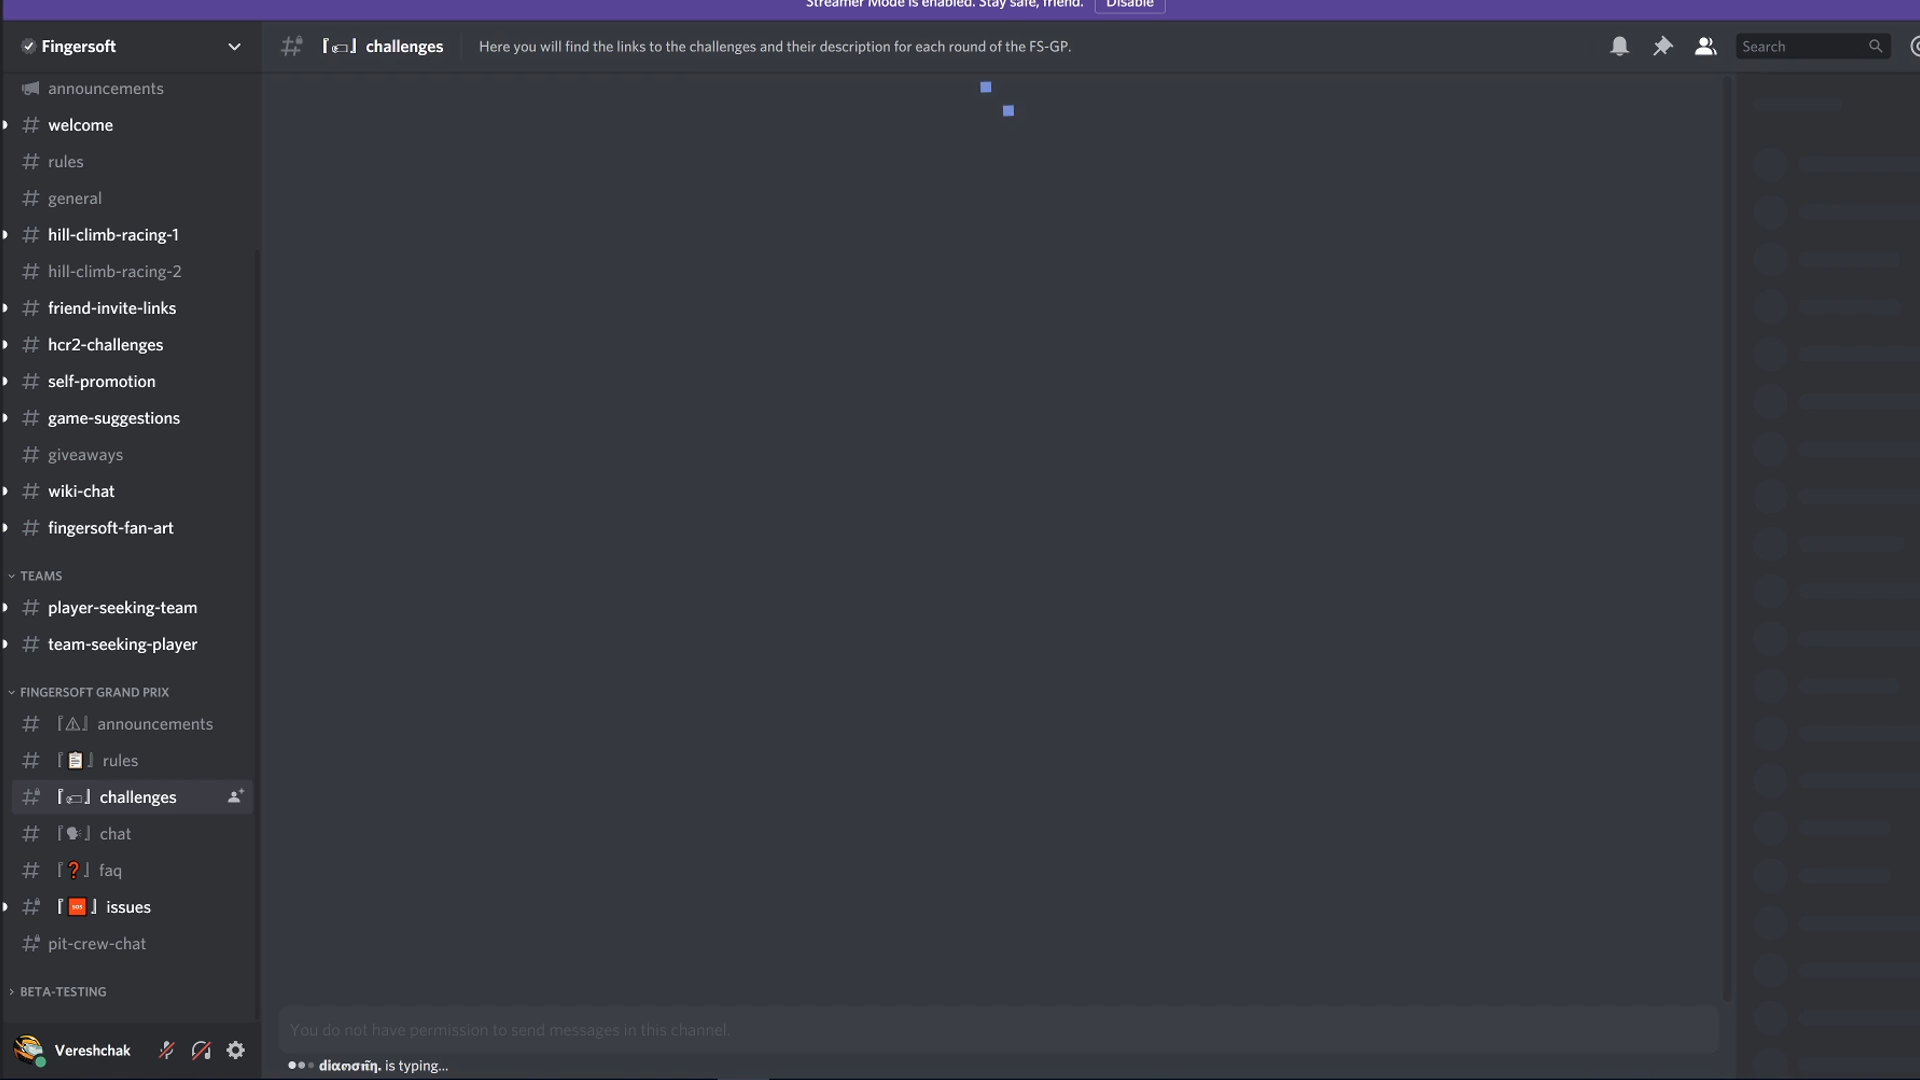 Streamer Mode is enabled. Stay safe, friend. Disable
Fingersoft
『🏷』 challenges
Here you will find the links to the challenges and their description for each round of the FS-GP.
Search
announcements
# welcome
# rules
# general
# hill-climb-racing-1
# hill-climb-racing-2
# friend-invite-links
# hcr2-challenges
# self-promotion
# game-suggestions
# giveaways
# wiki-chat
# fingersoft-fan-art
TEAMS
# player-seeking-team
# team-seeking-player
FINGERSOFT GRAND PRIX
# 『⚠』 announcements
# 『📋』 rules
# 『🏷』 challenges
# 『🗣』 chat
# 『❓』 faq
# 『🆘』 issues
# pit-crew-chat
BETA-TESTING
You do not have permission to send messages in this channel.
Vereshchak
is typing...